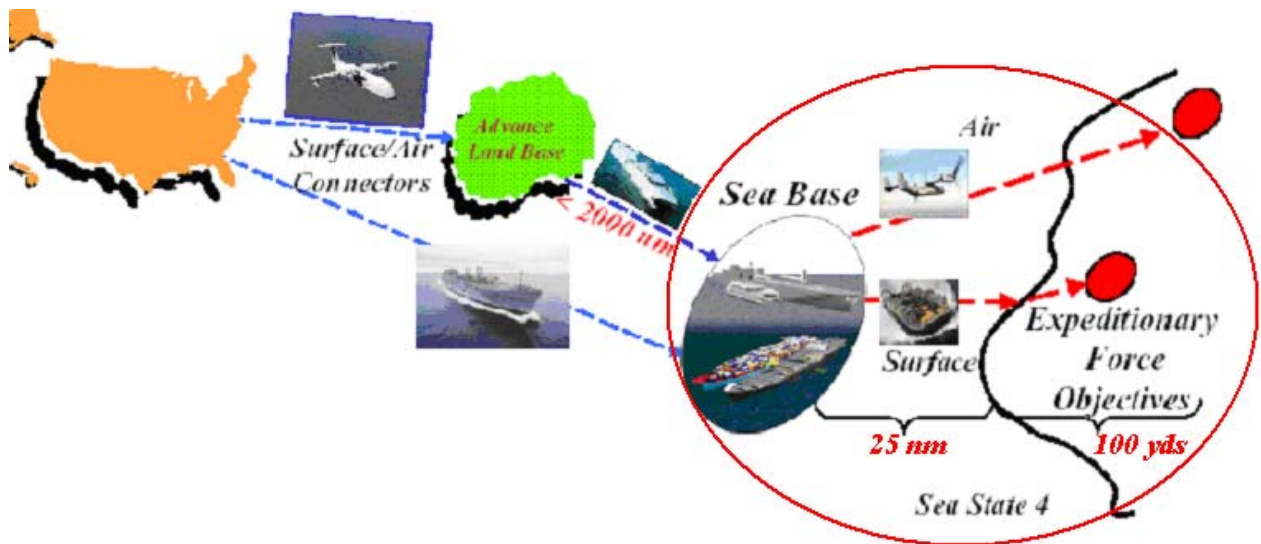 Advance
Land Base
Surface/Air
Connectors
< 2000 nm
Sea Base
Air
Surface
Expeditionary
Force
Objectives
25 nm
100 yds
Sea State 4